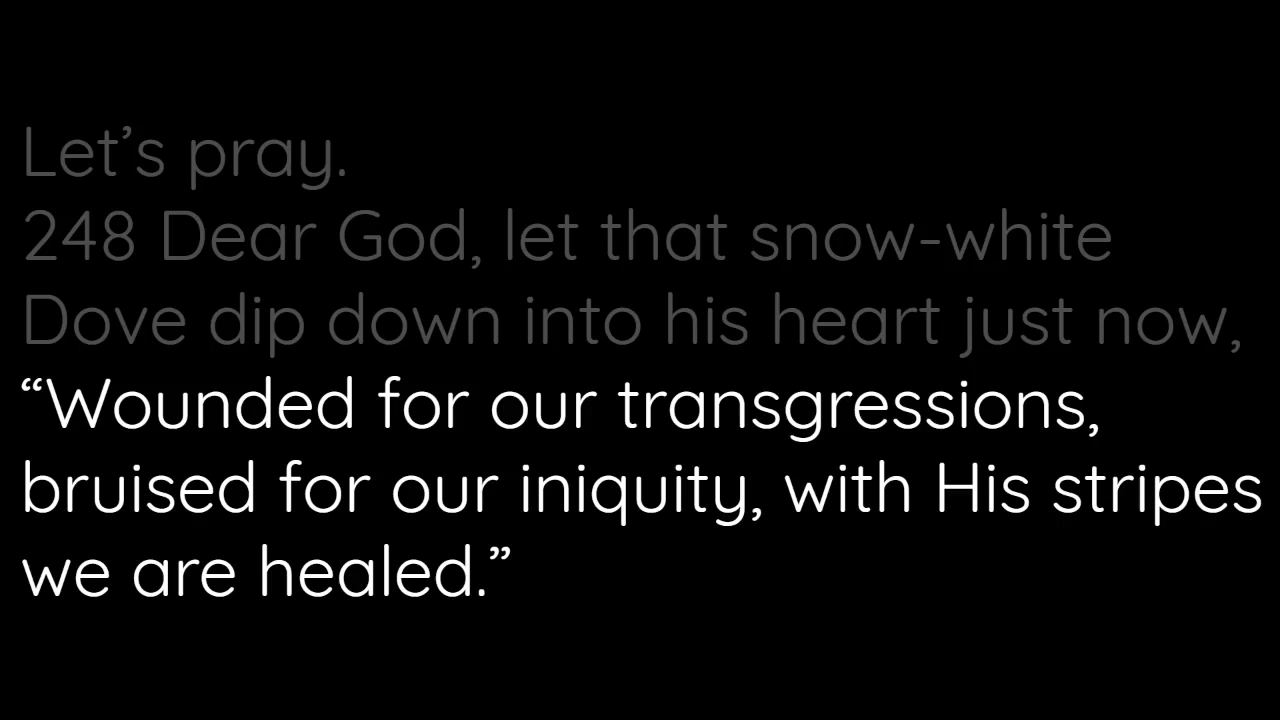 Let’s pray.
248 Dear God, let that snow-white
Dove dip down into his heart just now,
“Wounded for our transgressions,
bruised for our iniquity, with His stripes
we are healed.”